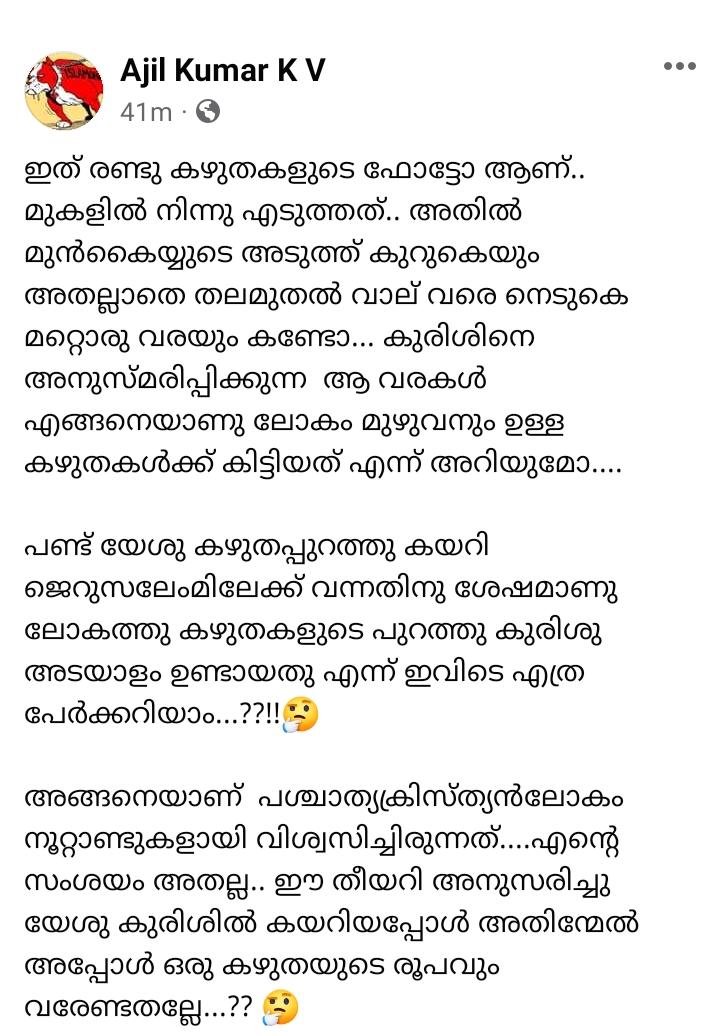 Ajil Kumar K V
41m ·
ഇത് രണ്ടു കഴുതകളുടെ ഫോട്ടോ ആണ്..
മുകളിൽ നിന്നു എടുത്തത്.. അതിൽ
മുൻകൈയ്യുടെ അടുത്ത് കുറുകെയും
അതല്ലാതെ തലമുതൽ വാല് വരെ നെടുകെ
മറ്റൊരു വരയും കണ്ടോ... കുരിശിനെ
അനുസ്മരിപ്പിക്കുന്ന ആ വരകൾ
എങ്ങനെയാണു ലോകം മുഴുവനും ഉള്ള
കഴുതകൾക്ക് കിട്ടിയത് എന്ന് അറിയുമോ....
പണ്ട് യേശു കഴുതപ്പുറത്തു കയറി
ജെറുസലേംമിലേക്ക് വന്നതിനു ശേഷമാണു
ലോകത്തു കഴുതകളുടെ പുറത്തു കുരിശു
അടയാളം ഉണ്ടായതു എന്ന് ഇവിടെ എത്ര
പേർക്കറിയാം...??!!🤔
അങ്ങനെയാണ് പശ്ചാത്യക്രിസ്ത്യൻലോകം
നൂറ്റാണ്ടുകളായി വിശ്വസിച്ചിരുന്നത്....എന്റെ
സംശയം അതല്ല.. ഈ തീയറി അനുസരിച്ചു
യേശു കുരിശിൽ കയറിയപ്പോൾ അതിന്മേൽ
അപ്പോൾ ഒരു കഴുതയുടെ രൂപവും
വരേണ്ടതല്ലേ...?? 🤔